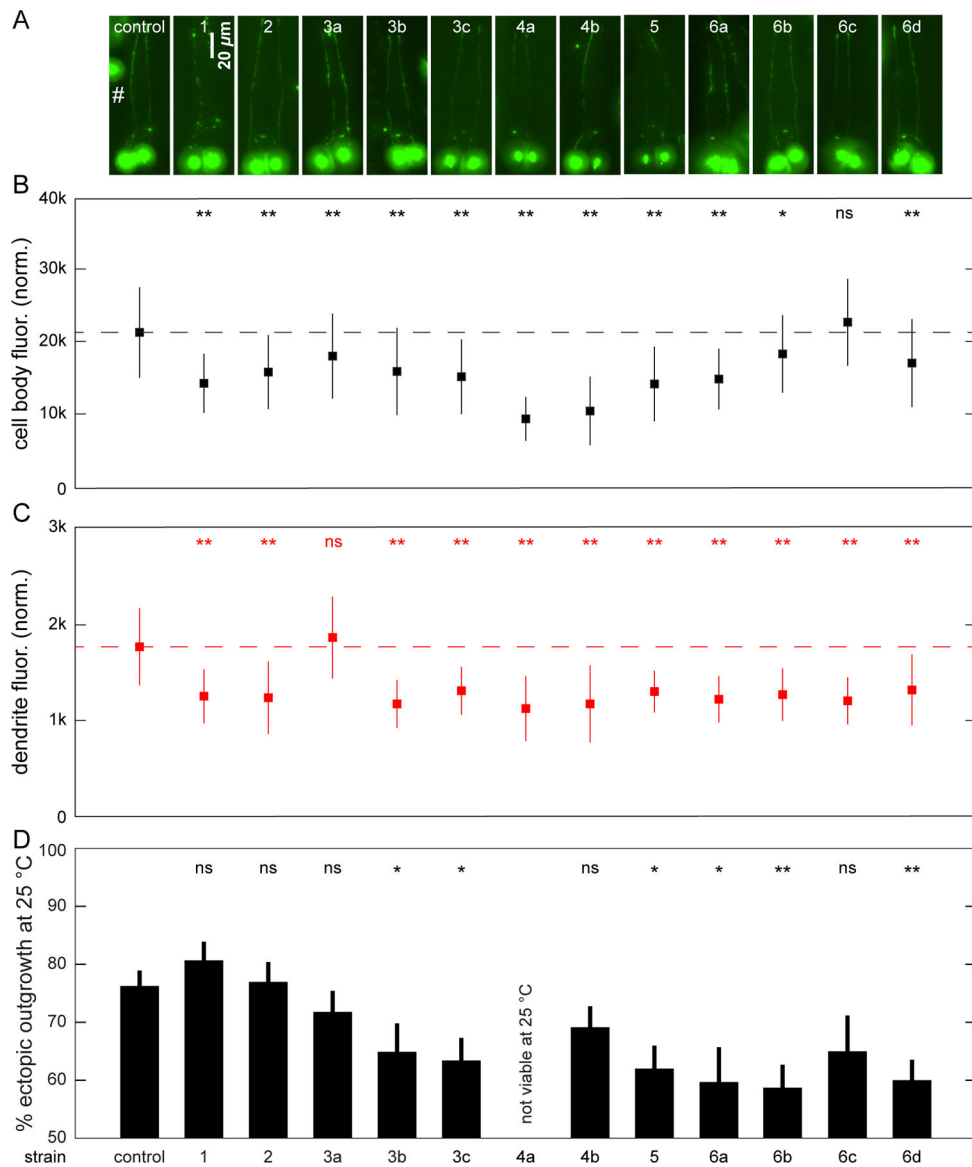 A
control 1 2 3a 3b 3c 4a 4b 5 6a 6b 6c 6d
20 µm
#
B
cell body fluor. (norm.)
40k
** ** ** ** ** ** ** ** ** * ns **
30k
20k
10k
0
C
dendrite fluor. (norm.)
3k
** ** ns ** ** ** ** ** ** ** ** **
2k
1k
0
D
% ectopic outgrowth at 25 °C
100
ns ns ns * * ns * * ** ns **
90
80
70
60
50
not viable at 25 °C
strain control 1 2 3a 3b 3c 4a 4b 5 6a 6b 6c 6d